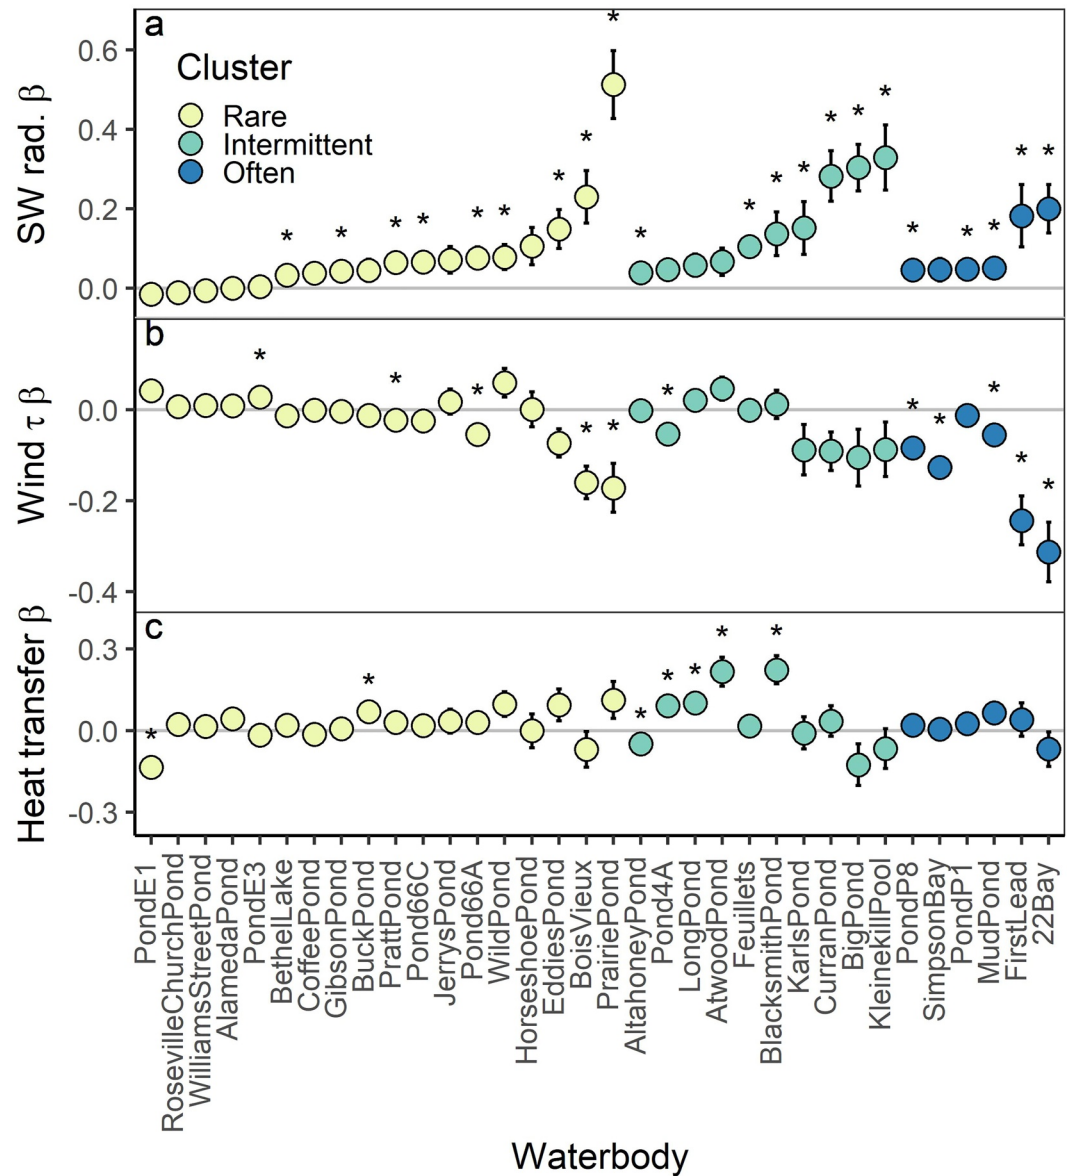 a
Cluster
Rare
Intermittent
Often
SW rad. β
0.6
0.4
0.2
0.0
* * * * * * * * * * * * * * * * * * * * * *
b
Wind τ β
0.0
-0.2
-0.4
* * * * * * * * * * *
c
Heat transfer β
0.3
0.0
-0.3
* * * * * * *
PondE1
RosevilleChurchPond
WilliamsStreetPond
AlamedaPond
PondE3
BethelLake
CoffeePond
GibsonPond
BuckPond
PrattPond
Pond66C
JerrysPond
Pond66A
WildPond
HorseshoePond
EddiesPond
BoisVieux
PrairiePond
AltahoneyPond
Pond4A
LongPond
AtwoodPond
Feuillets
BlacksmithPond
KarlsPond
CurranPond
BigPond
KleinekillPool
PondP8
SimpsonBay
PondP1
MudPond
FirstLead
22Bay
Waterbody